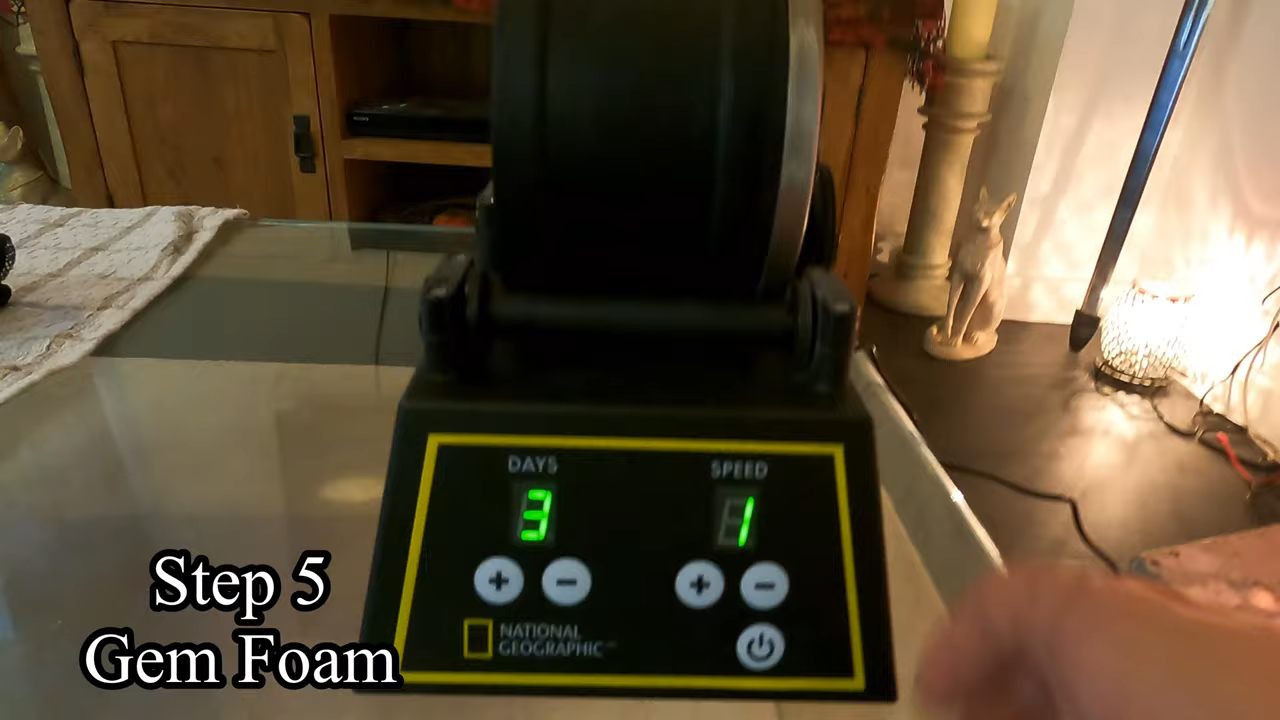 DAYS
SPEED
3
1
+
−
+
−
NATIONAL
GEOGRAPHIC
Step 5
Gem Foam